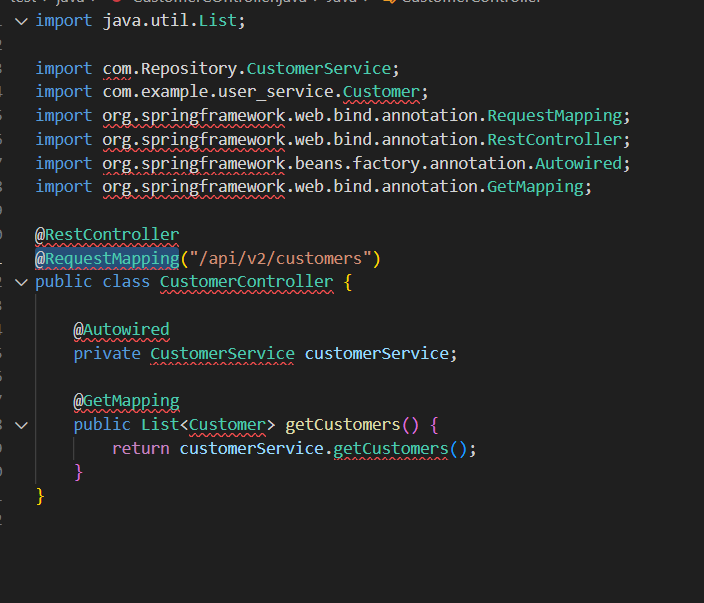 import java.util.List;
import com.Repository.CustomerService;
import com.example.user_service.Customer;
import org.springframework.web.bind.annotation.RequestMapping;
import org.springframework.web.bind.annotation.RestController;
import org.springframework.beans.factory.annotation.Autowired;
import org.springframework.web.bind.annotation.GetMapping;
@RestController
@RequestMapping("/api/v2/customers")
public class CustomerController {
@Autowired
private CustomerService customerService;
@GetMapping
public List<Customer> getCustomers() {
return customerService.getCustomers();
}
}